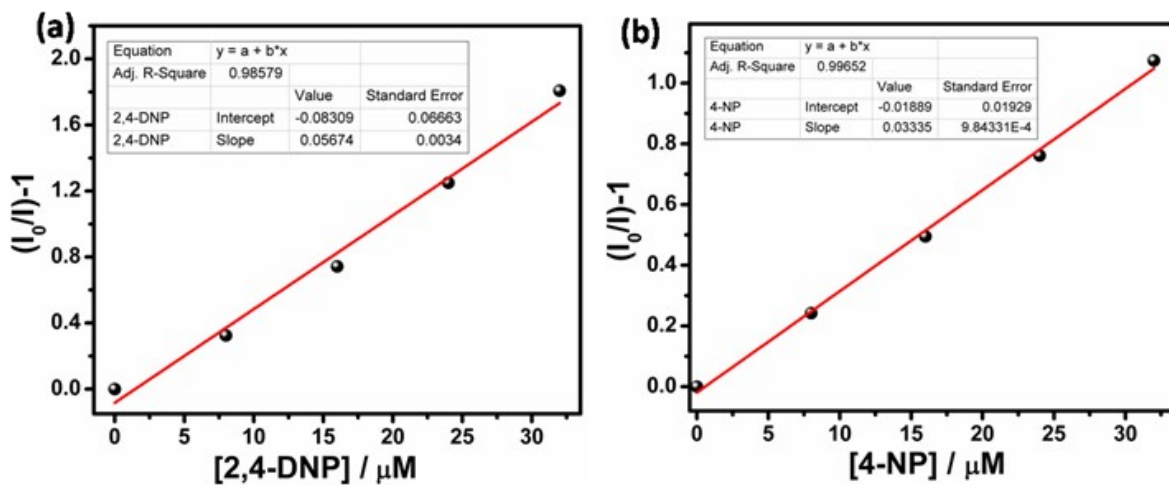 (a)
Equation y = a + b*x
Adj. R-Square 0.98579
Value Standard Error
2,4-DNP Intercept -0.08309 0.06663
2,4-DNP Slope 0.05674 0.0034
2.0
1.6
1.2
0.8
0.4
0.0
(I0/I)-1
0 5 10 15 20 25 30
[2,4-DNP] / μM
(b)
Equation y = a + b*x
Adj. R-Square 0.99652
Value Standard Error
4-NP Intercept -0.01889 0.01929
4-NP Slope 0.03335 9.84331E-4
1.0
0.8
0.6
0.4
0.2
0.0
(I0/I)-1
0 5 10 15 20 25 30
[4-NP] / μM